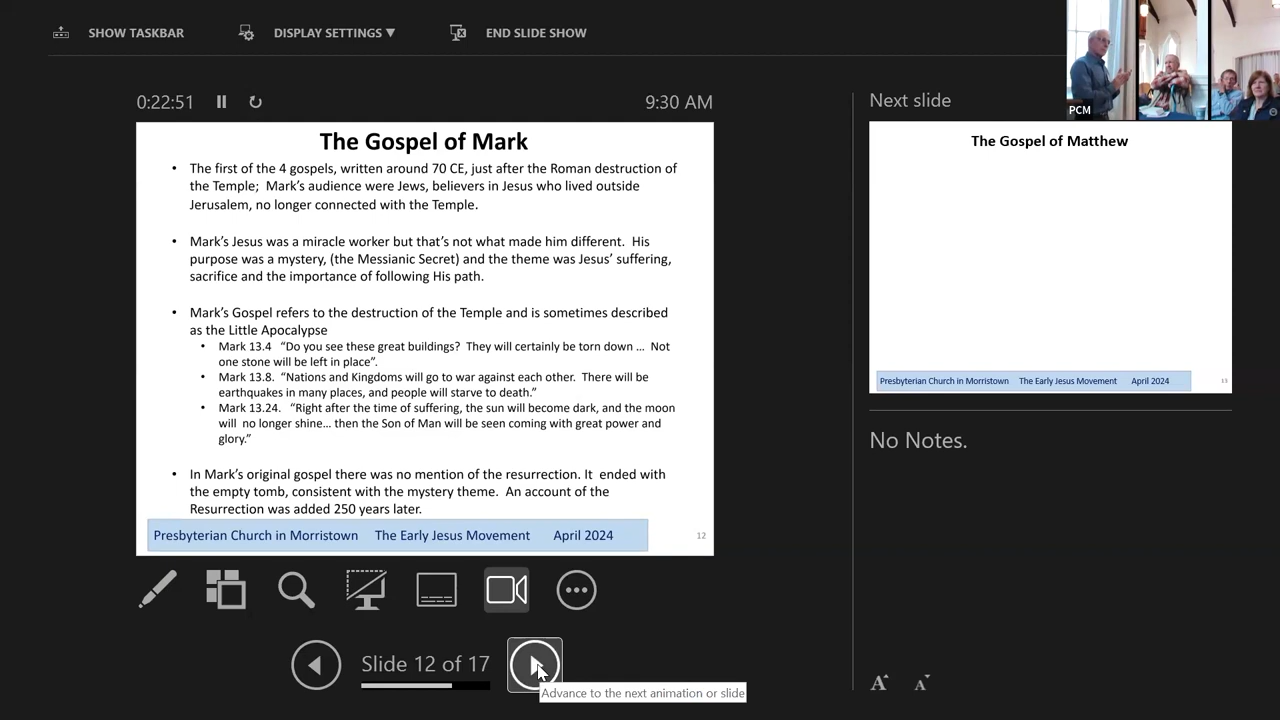 SHOW TASKBAR
DISPLAY SETTINGS ▼
END SLIDE SHOW
PCM
0:22:51
9:30 AM
The Gospel of Mark
• The first of the 4 gospels, written around 70 CE, just after the Roman destruction of
the Temple;  Mark's audience were Jews, believers in Jesus who lived outside
Jerusalem, no longer connected with the Temple.
• Mark's Jesus was a miracle worker but that's not what made him different.  His
purpose was a mystery, (the Messianic Secret) and the theme was Jesus' suffering,
sacrifice and the importance of following His path.
• Mark's Gospel refers to the destruction of the Temple and is sometimes described
as the Little Apocalypse
• Mark 13.4  “Do you see these great buildings?  They will certainly be torn down …  Not
one stone will be left in place”.
• Mark 13.8.  “Nations and Kingdoms will go to war against each other.  There will be
earthquakes in many places, and people will starve to death.”
• Mark 13.24.  “Right after the time of suffering, the sun will become dark, and the moon
will  no longer shine… then the Son of Man will be seen coming with great power and
glory.”
• In Mark's original gospel there was no mention of the resurrection. It  ended with
the empty tomb, consistent with the mystery theme.  An account of the
Resurrection was added 250 years later.
Presbyterian Church in Morristown    The Early Jesus Movement    April 2024
12
Slide 12 of 17
Advance to the next animation or slide
Next slide
The Gospel of Matthew
Presbyterian Church in Morristown    The Early Jesus Movement    April 2024
13
No Notes.
A A